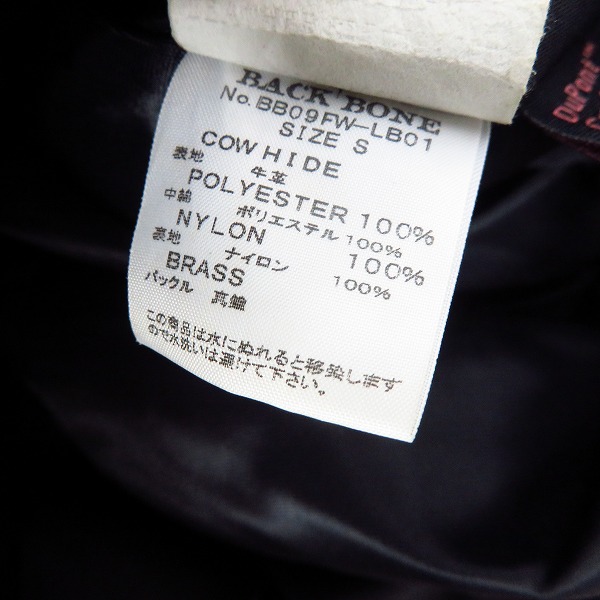 BACK'BONE
No.BB09FW-LB01
SIZE S
COW HIDE
表地 牛革
POLYESTER 100%
中綿 ポリエステル 100%
NYLON 100%
裏地 ナイロン 100%
BRASS
バックル 真鍮
この商品は水にぬれると移染します
ので水洗いは避けて下さい。
DuPont™